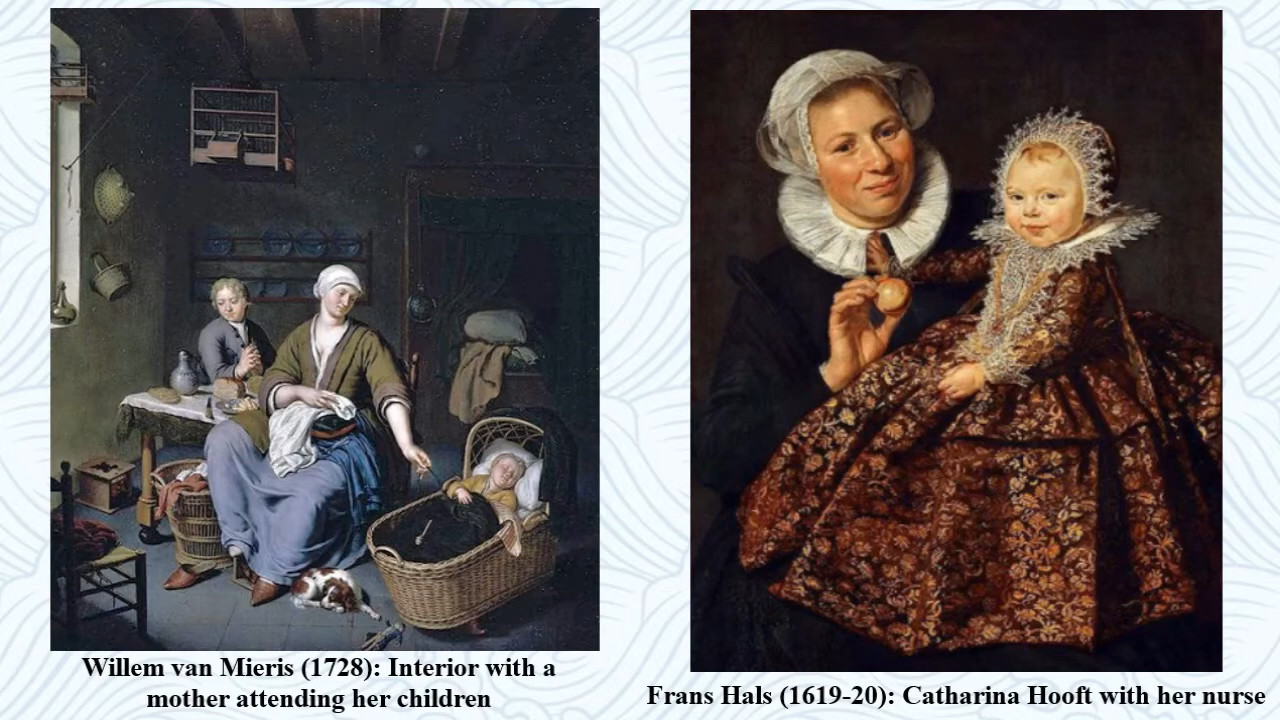 Willem van Mieris (1728): Interior with a
mother attending her children
Frans Hals (1619-20): Catharina Hooft with her nurse